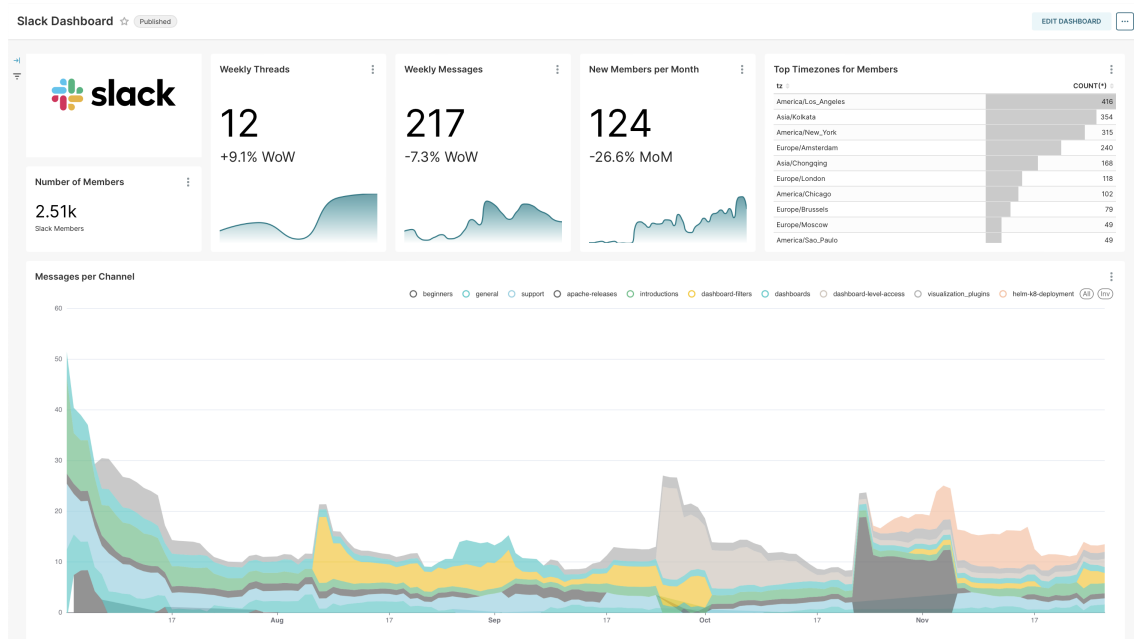 Slack Dashboard
Published
EDIT DASHBOARD
slack
Number of Members
2.51k
Slack Members
Weekly Threads
12
+9.1% WoW
Weekly Messages
217
-7.3% WoW
New Members per Month
124
-26.6% MoM
Top Timezones for Members
tz COUNT(*)
America/Los_Angeles 416
Asia/Kolkata 354
America/New_York 315
Europe/Amsterdam 240
Asia/Chongqing 168
Europe/London 118
America/Chicago 102
Europe/Brussels 79
Europe/Moscow 49
America/Sao_Paulo 49
Messages per Channel
beginners general support apache-releases introductions dashboard-filters dashboards dashboard-level-access visualization_plugins helm-k8-deployment All Inv
60
50
40
30
20
10
0
17 Aug 17 Sep 17 Oct 17 Nov 17